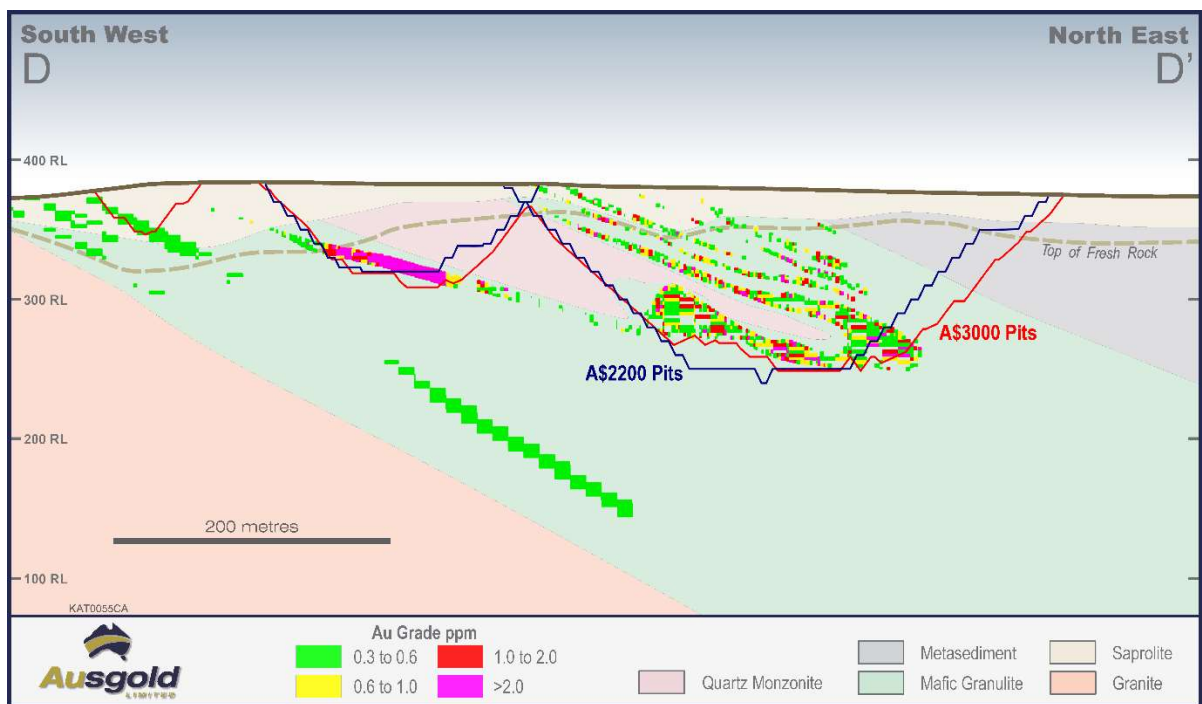 South West
D
North East
D'
400 RL
Top of Fresh Rock
300 RL
A$3000 Pits
A$2200 Pits
200 RL
200 metres
100 RL
KAT0055CA
Ausgold
LIMITED
Au Grade ppm
0.3 to 0.6
1.0 to 2.0
0.6 to 1.0
>2.0
Quartz Monzonite
Metasediment
Saprolite
Mafic Granulite
Granite